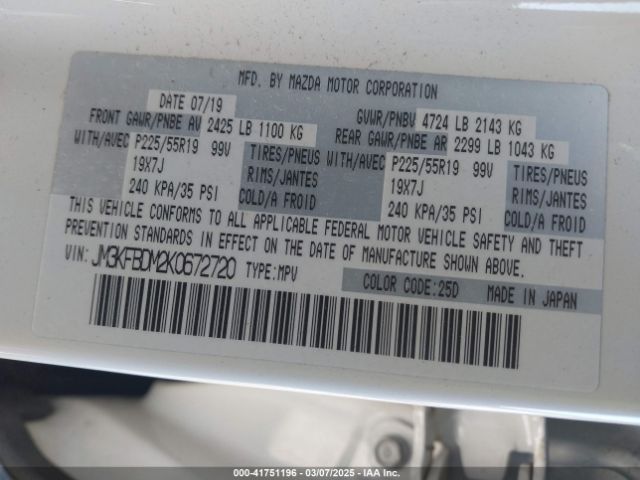 MFD. BY MAZDA MOTOR CORPORATION
DATE 07/19 GVWR/PNBV 4724 LB 2143 KG
FRONT GAWR/PNBE AV 2425 LB 1100 KG REAR GAWR/PNBE AR 2299 LB 1043 KG
WITH/AVEC P225/55R19 99V TIRES/PNEUS WITH/AVEC P225/55R19 99V TIRES/PNEUS
19X7J RIMS/JANTES 19X7J RIMS/JANTES
240 KPA/35 PSI COLD/A FROID 240 KPA/35 PSI COLD/A FROID
THIS VEHICLE CONFORMS TO ALL APPLICABLE FEDERAL MOTOR VEHICLE SAFETY AND THEFT
PREVENTION STANDARDS IN EFFECT ON THE DATE OF MANUFACTURE SHOWN ABOVE.
VIN: JM3KFBDM2K0672720 TYPE:MPV
COLOR CODE:25D MADE IN JAPAN
000-41751196 - 03/07/2025 - IAA Inc.